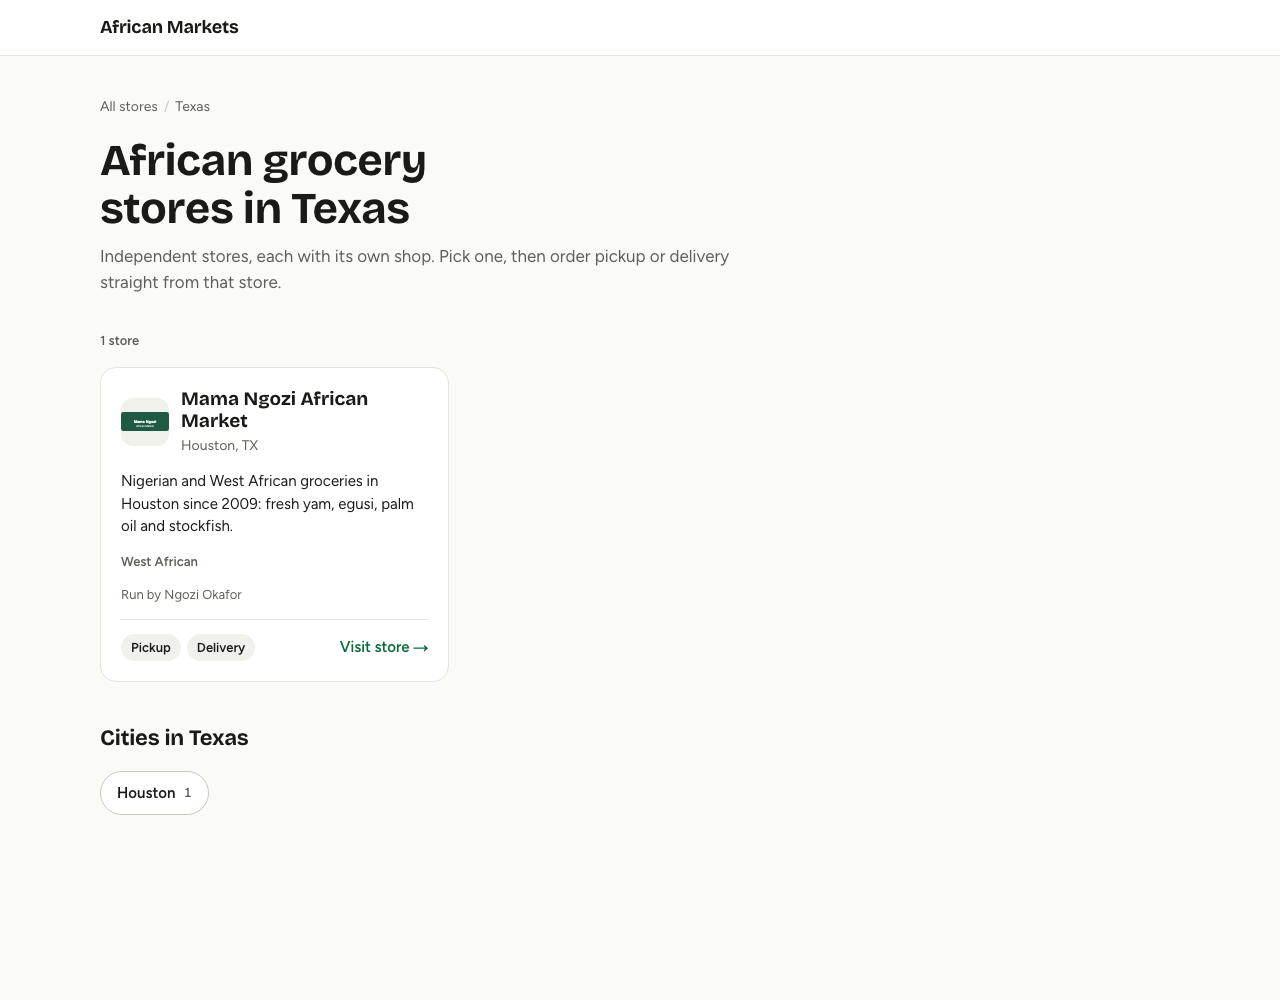 African Markets
All stores / Texas
African grocery
stores in Texas
Independent stores, each with its own shop. Pick one, then order pickup or delivery
straight from that store.
1 store
Mama Ngozi
Mama Ngozi African
Market
Houston, TX
Nigerian and West African groceries in
Houston since 2009: fresh yam, egusi, palm
oil and stockfish.
West African
Run by Ngozi Okafor
Pickup Delivery Visit store →
Cities in Texas
Houston 1